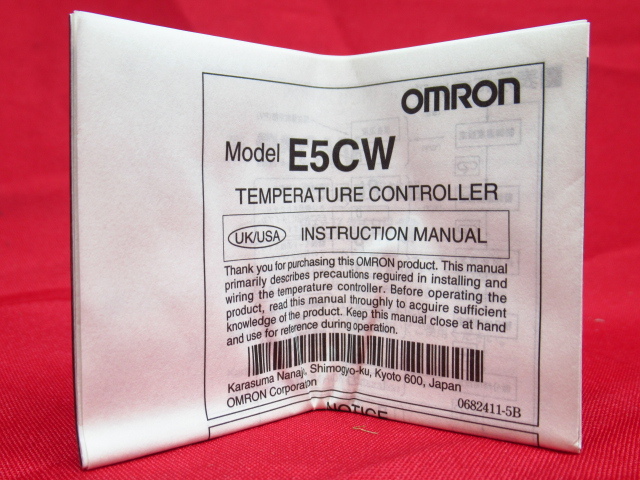 OMRON
Model E5CW
TEMPERATURE CONTROLLER
UK/USA INSTRUCTION MANUAL
Thank you for purchasing this OMRON product. This manual
primarily describes precautions reguired in installing and
wiring the temperature controller. Before operating the
product, read this manual throughly to acquire sufficient
knowledge of the product. Keep this manual close at hand
and use for reference during operation.
Karasuma Nanajo, Shimogyo-ku, Kyoto 600, Japan
OMRON Corporation
0682411-5B
NOTICE